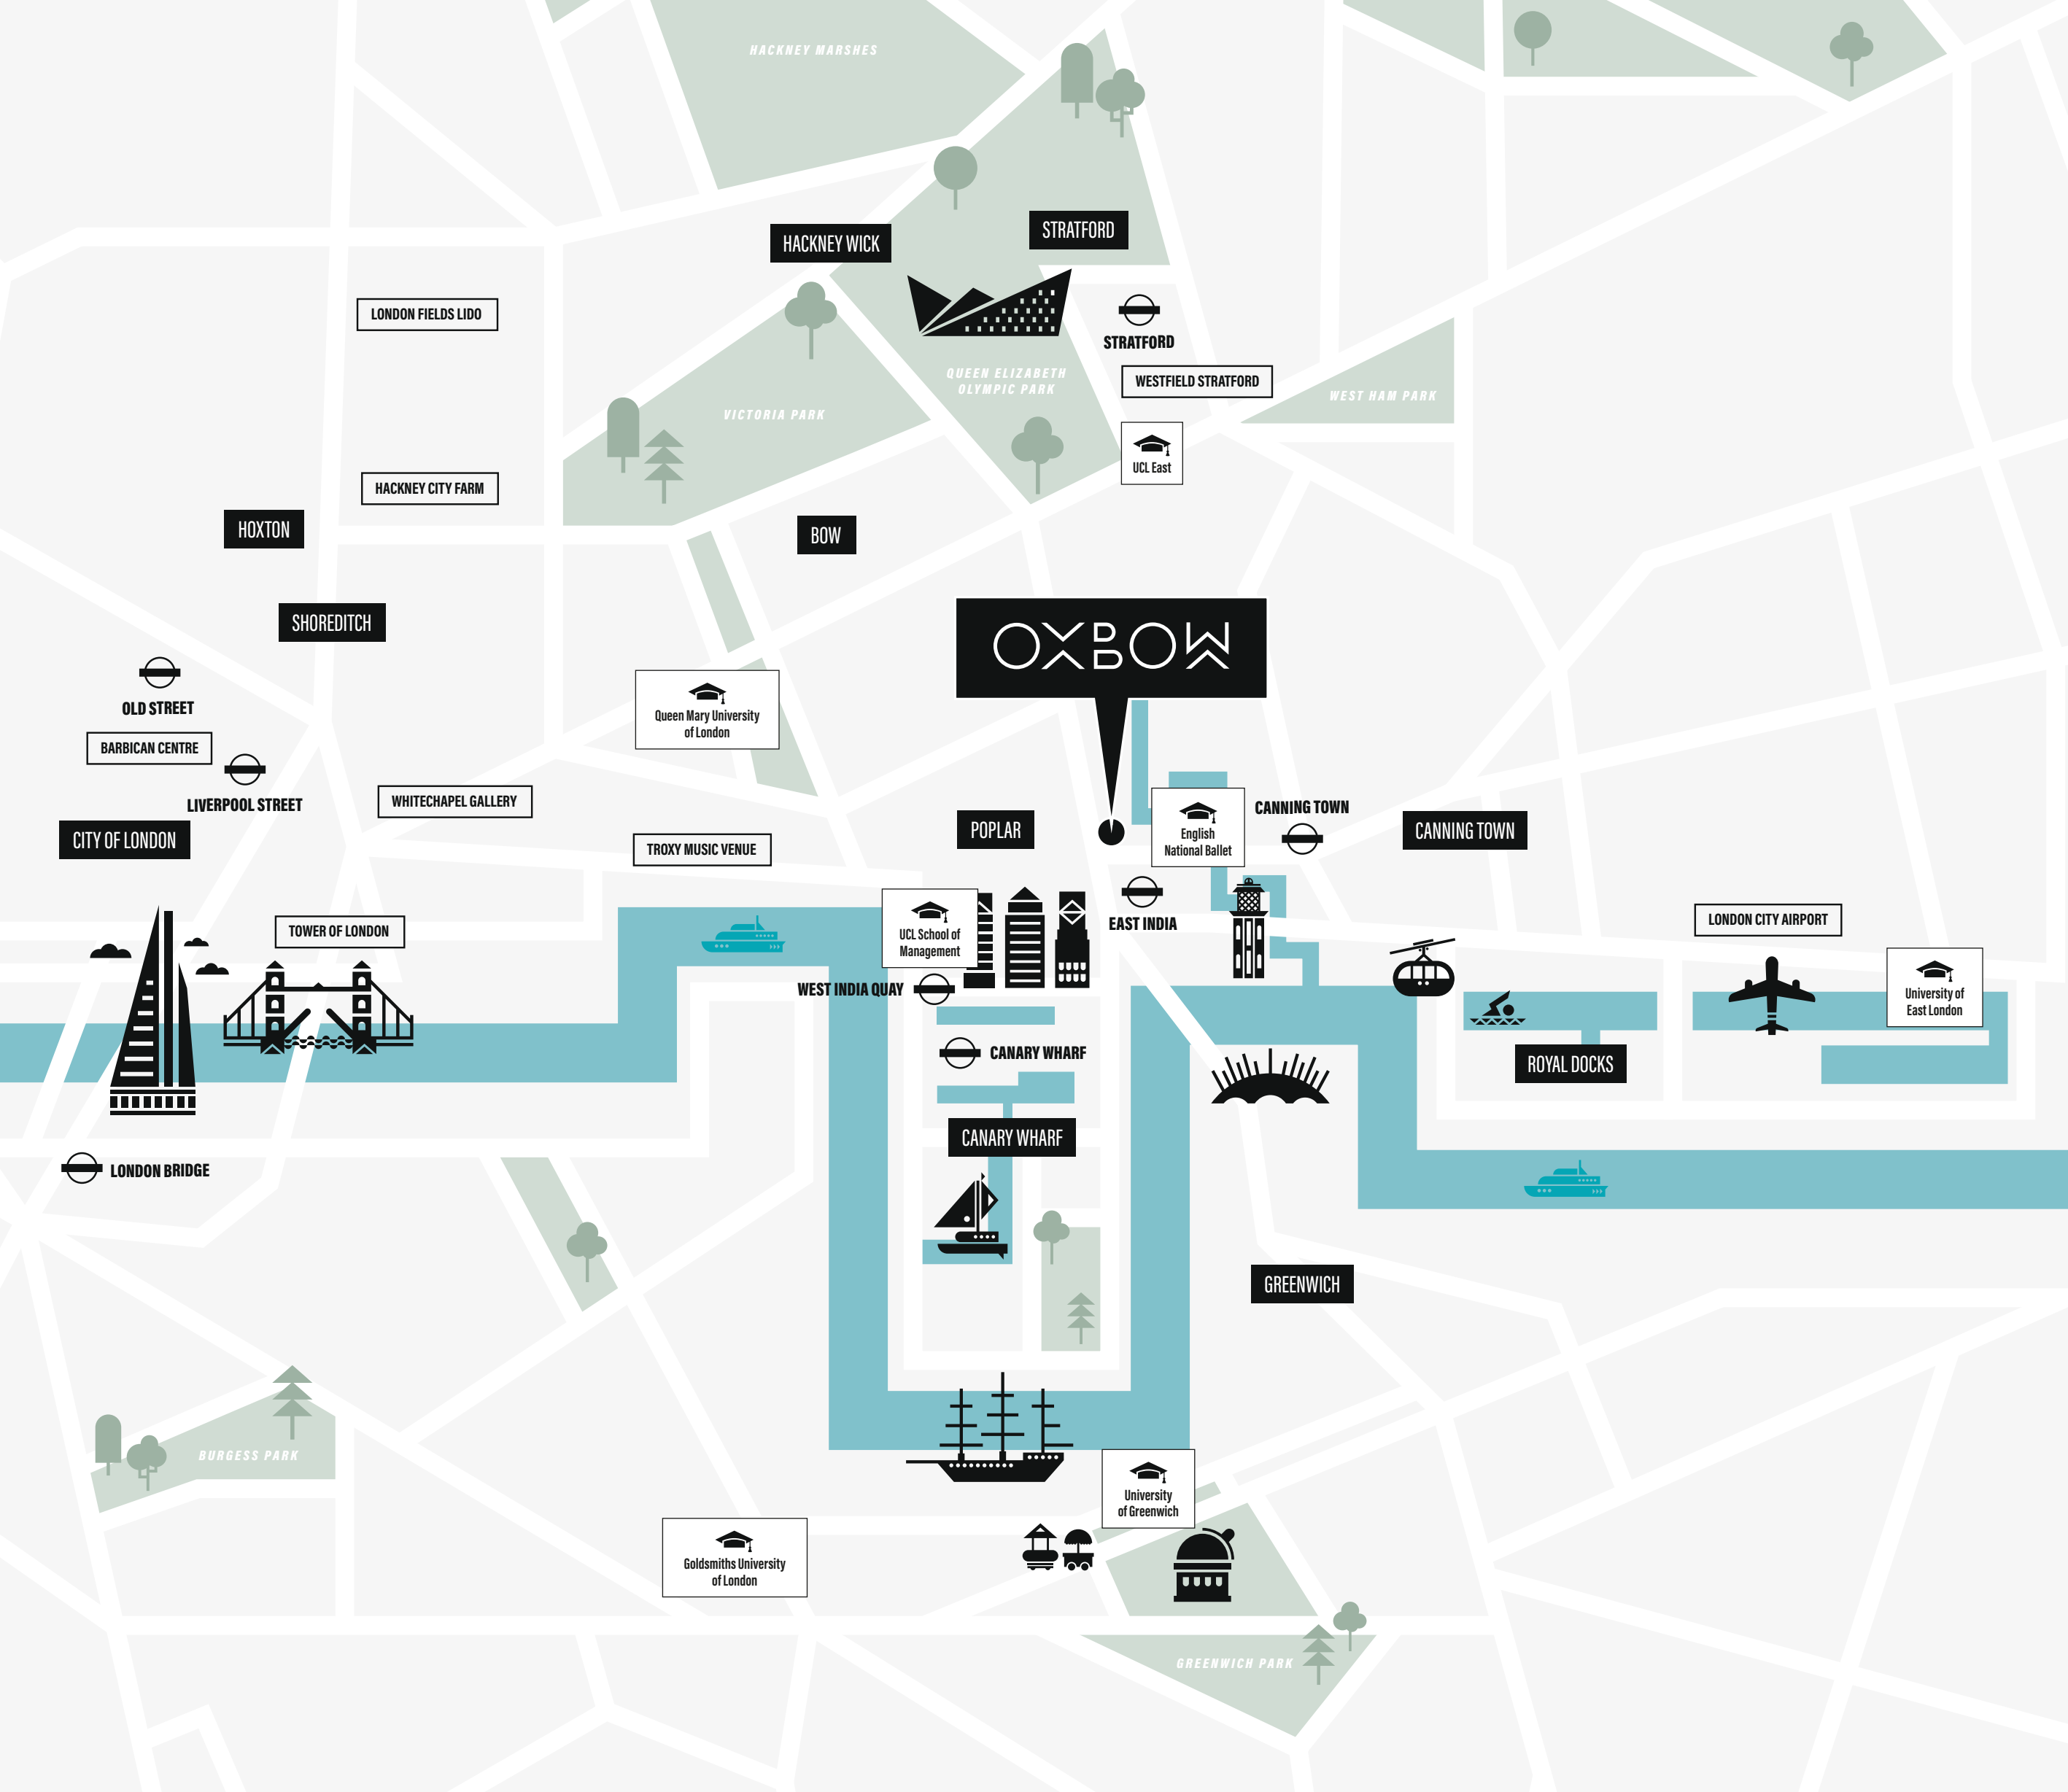 HACKNEY MARSHES
STRATFORD
HACKNEY WICK
LONDON FIELDS LIDO
STRATFORD
QUEEN ELIZABETH
OLYMPIC PARK
WESTFIELD STRATFORD
WEST HAM PARK
VICTORIA PARK
UCL East
HACKNEY CITY FARM
HOXTON
BOW
SHOREDITCH
OXBOW
OLD STREET
Queen Mary University
of London
BARBICAN CENTRE
LIVERPOOL STREET
WHITECHAPEL GALLERY
CANNING TOWN
CITY OF LONDON
POPLAR
English
National Ballet
CANNING TOWN
TROXY MUSIC VENUE
TOWER OF LONDON
UCL School of
Management
EAST INDIA
LONDON CITY AIRPORT
WEST INDIA QUAY
University of
East London
CANARY WHARF
ROYAL DOCKS
CANARY WHARF
LONDON BRIDGE
GREENWICH
BURGESS PARK
University
of Greenwich
Goldsmiths University
of London
GREENWICH PARK